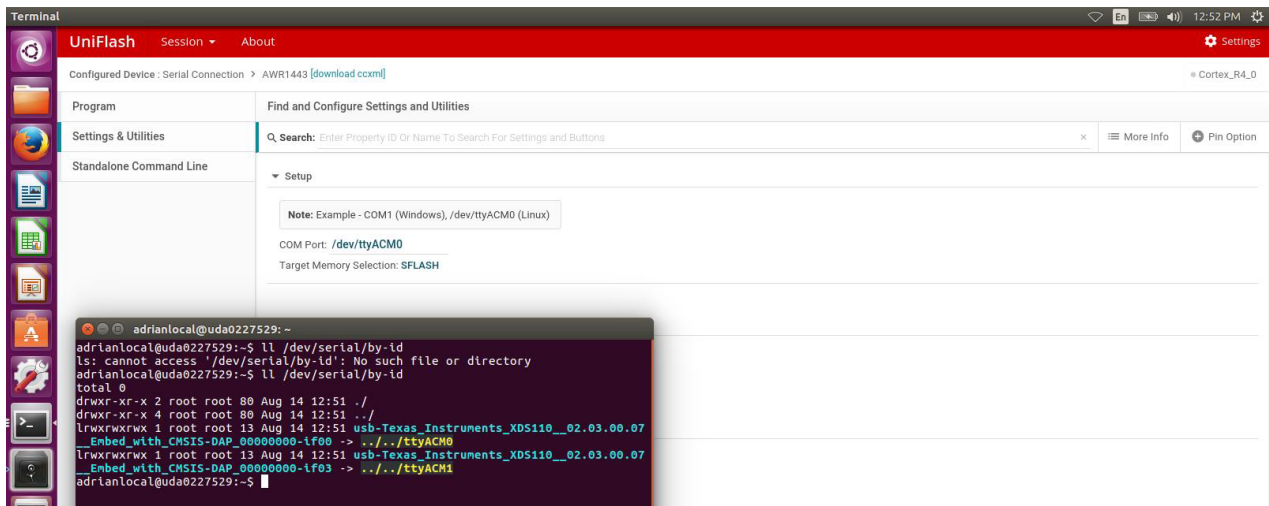 Terminal
En
12:52 PM
UniFlash Session About
Settings
Configured Device : Serial Connection > AWR1443 [download ccxml]
Cortex_R4_0
Program
Settings & Utilities
Standalone Command Line
Find and Configure Settings and Utilities
Search: Enter Property ID Or Name To Search For Settings and Buttons × More Info Pin Option
Setup
Note: Example - COM1 (Windows), /dev/ttyACM0 (Linux)
COM Port: /dev/ttyACM0
Target Memory Selection: SFLASH
adrianlocal@uda0227529: ~
adrianlocal@uda0227529:~$ ll /dev/serial/by-id
ls: cannot access '/dev/serial/by-id': No such file or directory
adrianlocal@uda0227529:~$ ll /dev/serial/by-id
total 0
drwxr-xr-x 2 root root 80 Aug 14 12:51 ./
drwxr-xr-x 4 root root 80 Aug 14 12:51 ../
lrwxrwxrwx 1 root root 13 Aug 14 12:51 usb-Texas_Instruments_XDS110__02.03.00.07
__Embed_with_CMSIS-DAP_00000000-if00 -> ../../ttyACM0
lrwxrwxrwx 1 root root 13 Aug 14 12:51 usb-Texas_Instruments_XDS110__02.03.00.07
__Embed_with_CMSIS-DAP_00000000-if03 -> ../../ttyACM1
adrianlocal@uda0227529:~$